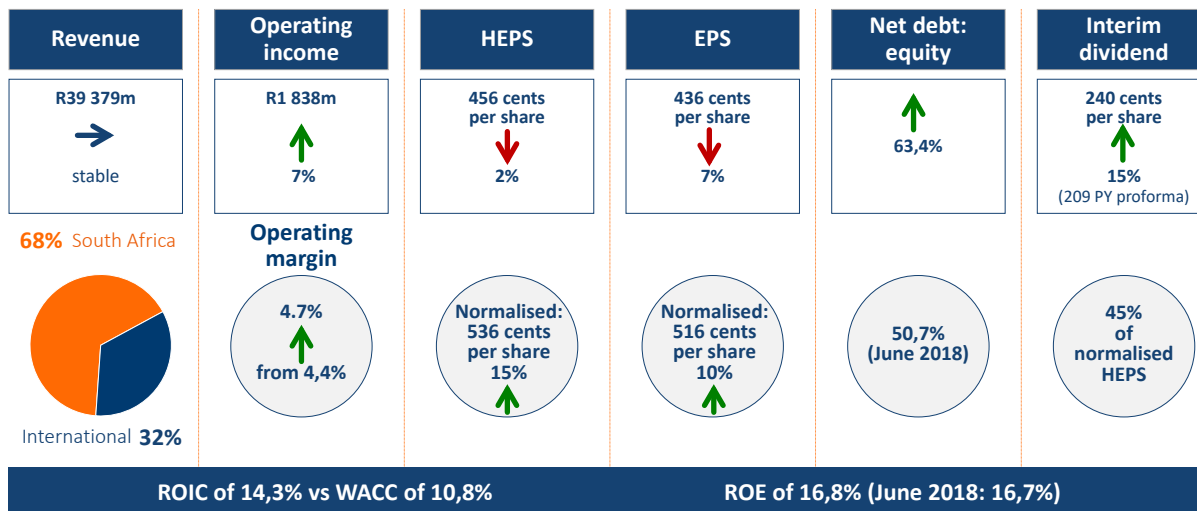 Revenue
R39 379m
stable
68% South Africa
International 32%
Operating
income
R1 838m
7%
Operating
margin
4.7%
from 4,4%
HEPS
456 cents
per share
2%
Normalised:
536 cents
per share
15%
EPS
436 cents
per share
7%
Normalised:
516 cents
per share
10%
Net debt:
equity
63,4%
50,7%
(June 2018)
Interim
dividend
240 cents
per share
15%
(209 PY proforma)
45%
of
normalised
HEPS
ROIC of 14,3% vs WACC of 10,8%
ROE of 16,8% (June 2018: 16,7%)